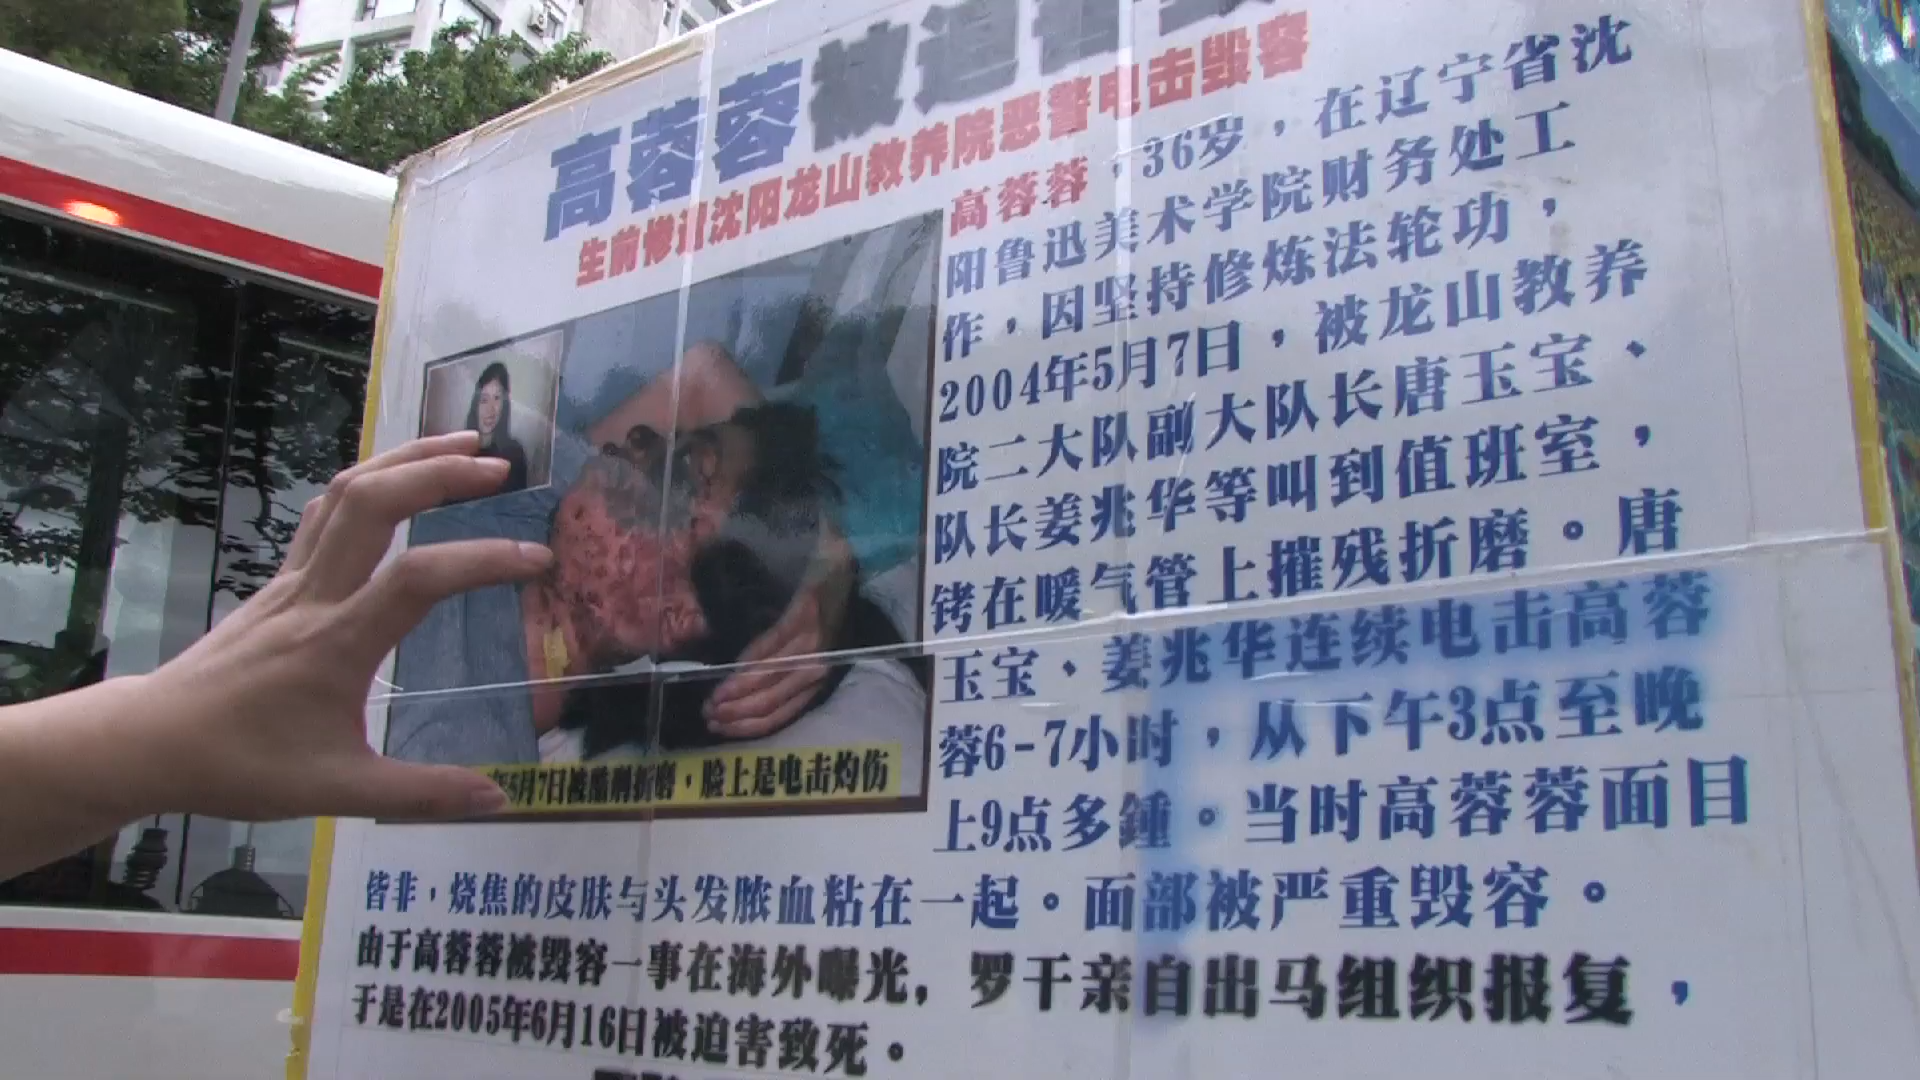 高蓉蓉被迫害
生前惨遭沈阳龙山教养院恶警电击毁容
高蓉蓉，36岁，在辽宁省沈
阳鲁迅美术学院财务处工
作，因坚持修炼法轮功，
2004年5月7日，被龙山教养
院二大队副大队长唐玉宝、
队长姜兆华等叫到值班室，
铐在暖气管上摧残折磨。唐
玉宝、姜兆华连续电击高蓉
蓉6-7小时，从下午3点至晚
上9点多鍾。当时高蓉蓉面目
年5月7日被酷刑折磨，脸上是电击灼伤
皆非，烧焦的皮肤与头发脓血粘在一起。面部被严重毁容。
由于高蓉蓉被毁容一事在海外曝光，罗干亲自出马组织报复，
于是在2005年6月16日被迫害致死。